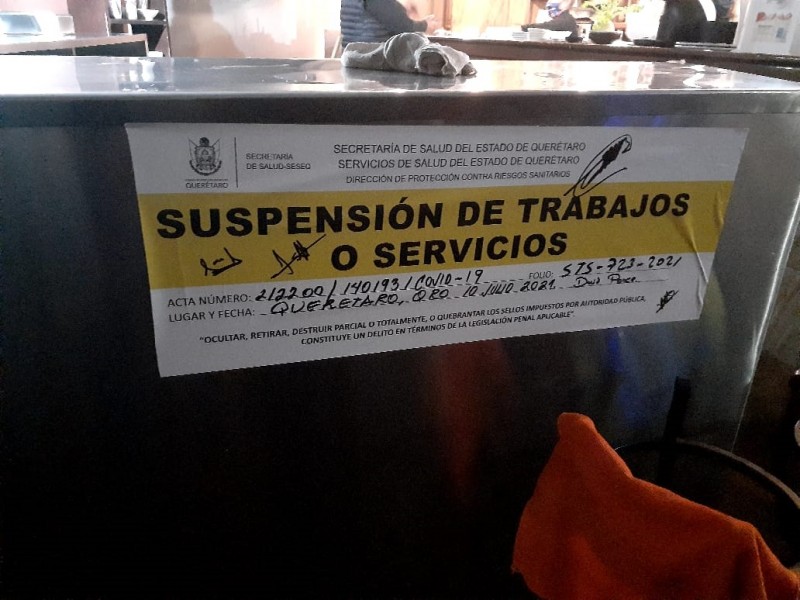 SECRETARÍA
DE SALUD-SESEQ
QUERÉTARO
SECRETARÍA DE SALUD DEL ESTADO DE QUERÉTARO
SERVICIOS DE SALUD DEL ESTADO DE QUERÉTARO
DIRECCIÓN DE PROTECCIÓN CONTRA RIESGOS SANITARIOS
SUSPENSIÓN DE TRABAJOS
O SERVICIOS
ACTA NÚMERO: 212200/140193/COVID-19 FOLIO: STS-723-2021
LUGAR Y FECHA: QUERETARO, QRO 10 JULIO 2021.
"OCULTAR, RETIRAR, DESTRUIR PARCIAL O TOTALMENTE, O QUEBRANTAR LOS SELLOS IMPUESTOS POR AUTORIDAD PÚBLICA,
CONSTITUYE UN DELITO EN TÉRMINOS DE LA LEGISLACIÓN PENAL APLICABLE".